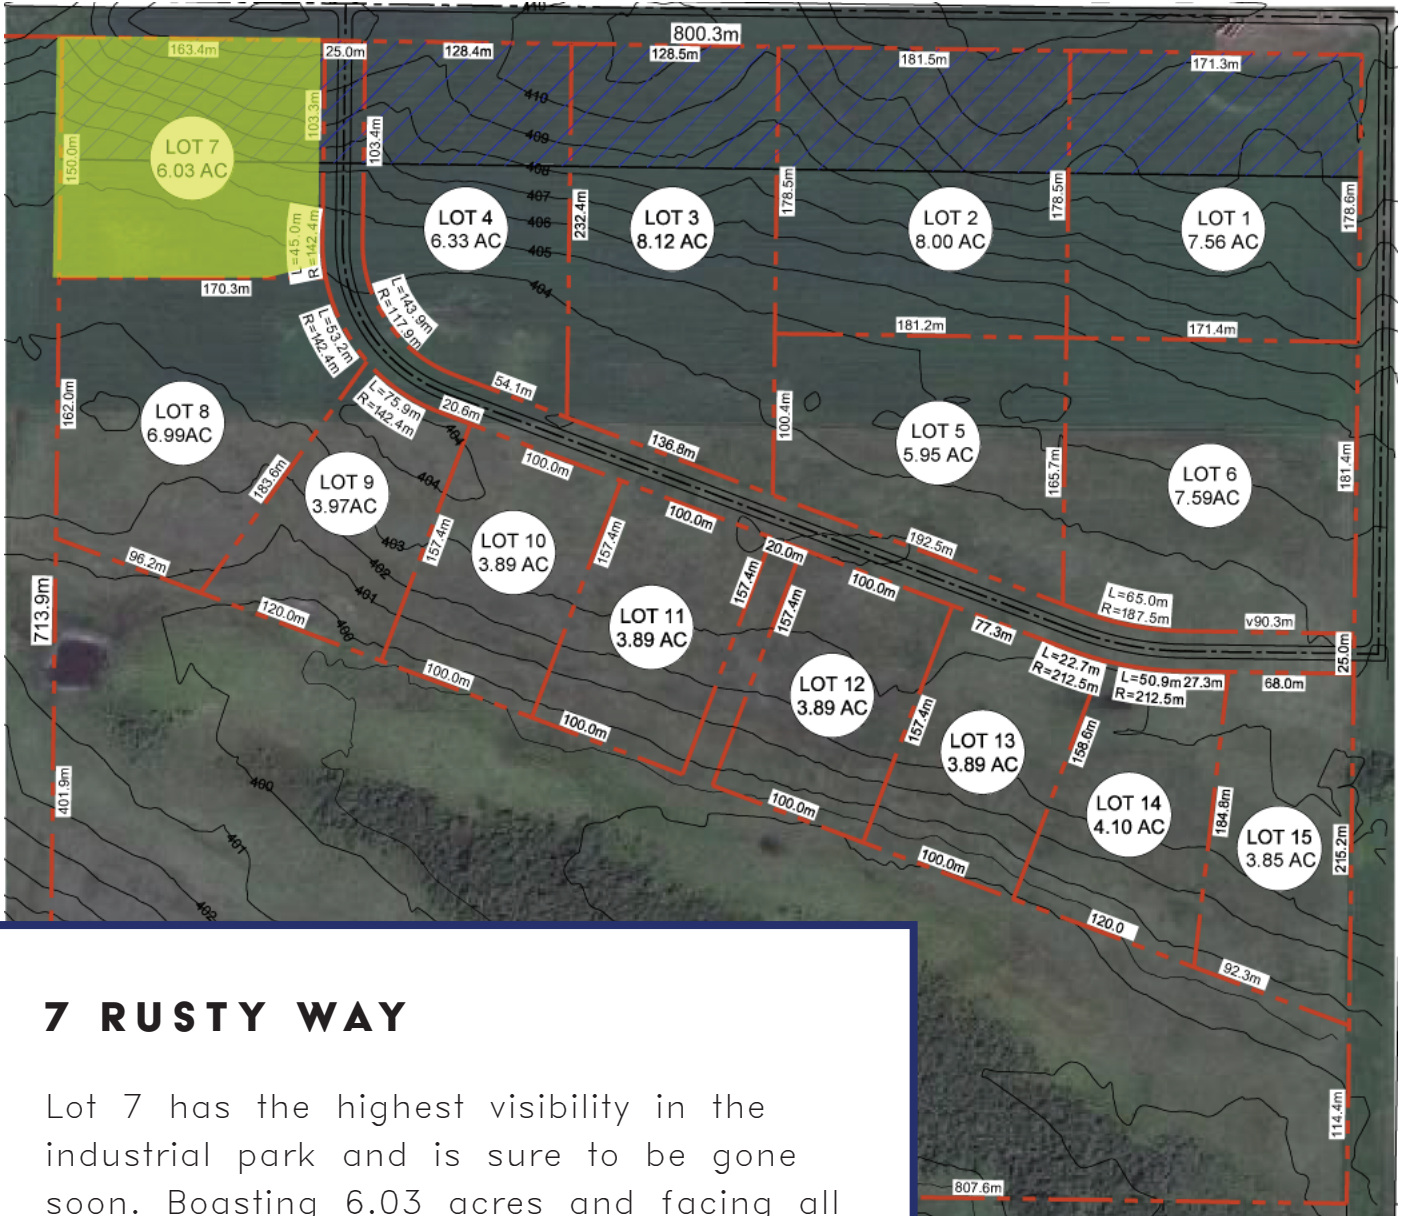 410
800.3m
163.4m
25.0m
128.4m
128.5m
181.5m
171.3m
410
409
408
407
406
405
404
150.0m
103.3m
103.4m
LOT 7
6.03 AC
LOT 4
6.33 AC
232.4m
LOT 3
8.12 AC
178.5m
LOT 2
8.00 AC
178.5m
LOT 1
7.56 AC
178.6m
L=45.0m
R=142.4m
170.3m
L=143.9m
R=117.9m
L=53.2m
R=142.4m
181.2m
171.4m
162.0m
LOT 8
6.99AC
L=75.9m
R=142.4m
20.6m
54.1m
136.8m
100.4m
LOT 5
5.95 AC
165.7m
LOT 6
7.59AC
181.4m
183.6m
LOT 9
3.97AC
404
404
403
402
401
400
157.4m
100.0m
LOT 10
3.89 AC
157.4m
100.0m
LOT 11
3.89 AC
157.4m
20.0m
157.4m
100.0m
192.5m
L=65.0m
R=187.5m
v90.3m
25.0m
96.2m
120.0m
100.0m
100.0m
713.9m
LOT 12
3.89 AC
157.4m
77.3m
L=22.7m
R=212.5m
L=50.9m
R=212.5m
27.3m
68.0m
LOT 13
3.89 AC
158.6m
LOT 14
4.10 AC
184.8m
LOT 15
3.85 AC
215.2m
100.0m
100.0m
120.0
92.3m
401.9m
400
401
402
114.4m
807.6m
7 RUSTY WAY
Lot 7 has the highest visibility in the
industrial park and is sure to be gone
soon. Boasting 6.03 acres and facing all